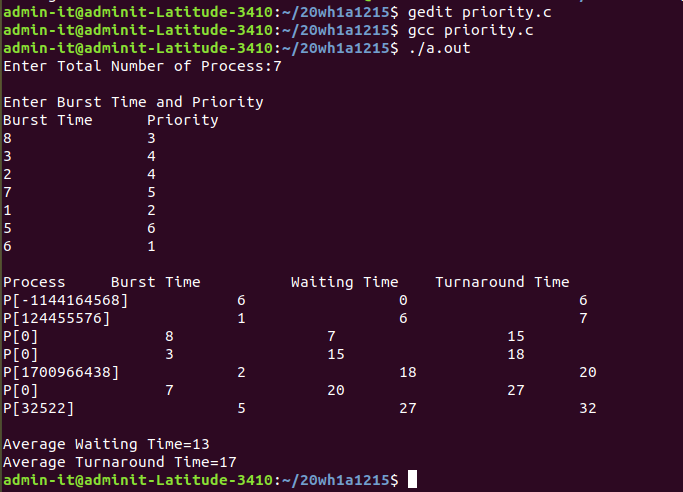 admin-it@adminit-Latitude-3410:~/20wh1a1215$ gedit priority.c
admin-it@adminit-Latitude-3410:~/20wh1a1215$ gcc priority.c
admin-it@adminit-Latitude-3410:~/20wh1a1215$ ./a.out
Enter Total Number of Process:7
Enter Burst Time and Priority
Burst Time Priority
8 3
3 4
2 4
7 5
1 2
5 6
6 1
Process Burst Time Waiting Time Turnaround Time
P[-1144164568] 6 0 6
P[124455576] 1 6 7
P[0] 8 7 15
P[0] 3 15 18
P[1700966438] 2 18 20
P[0] 7 20 27
P[32522] 5 27 32
Average Waiting Time=13
Average Turnaround Time=17
admin-it@adminit-Latitude-3410:~/20wh1a1215$